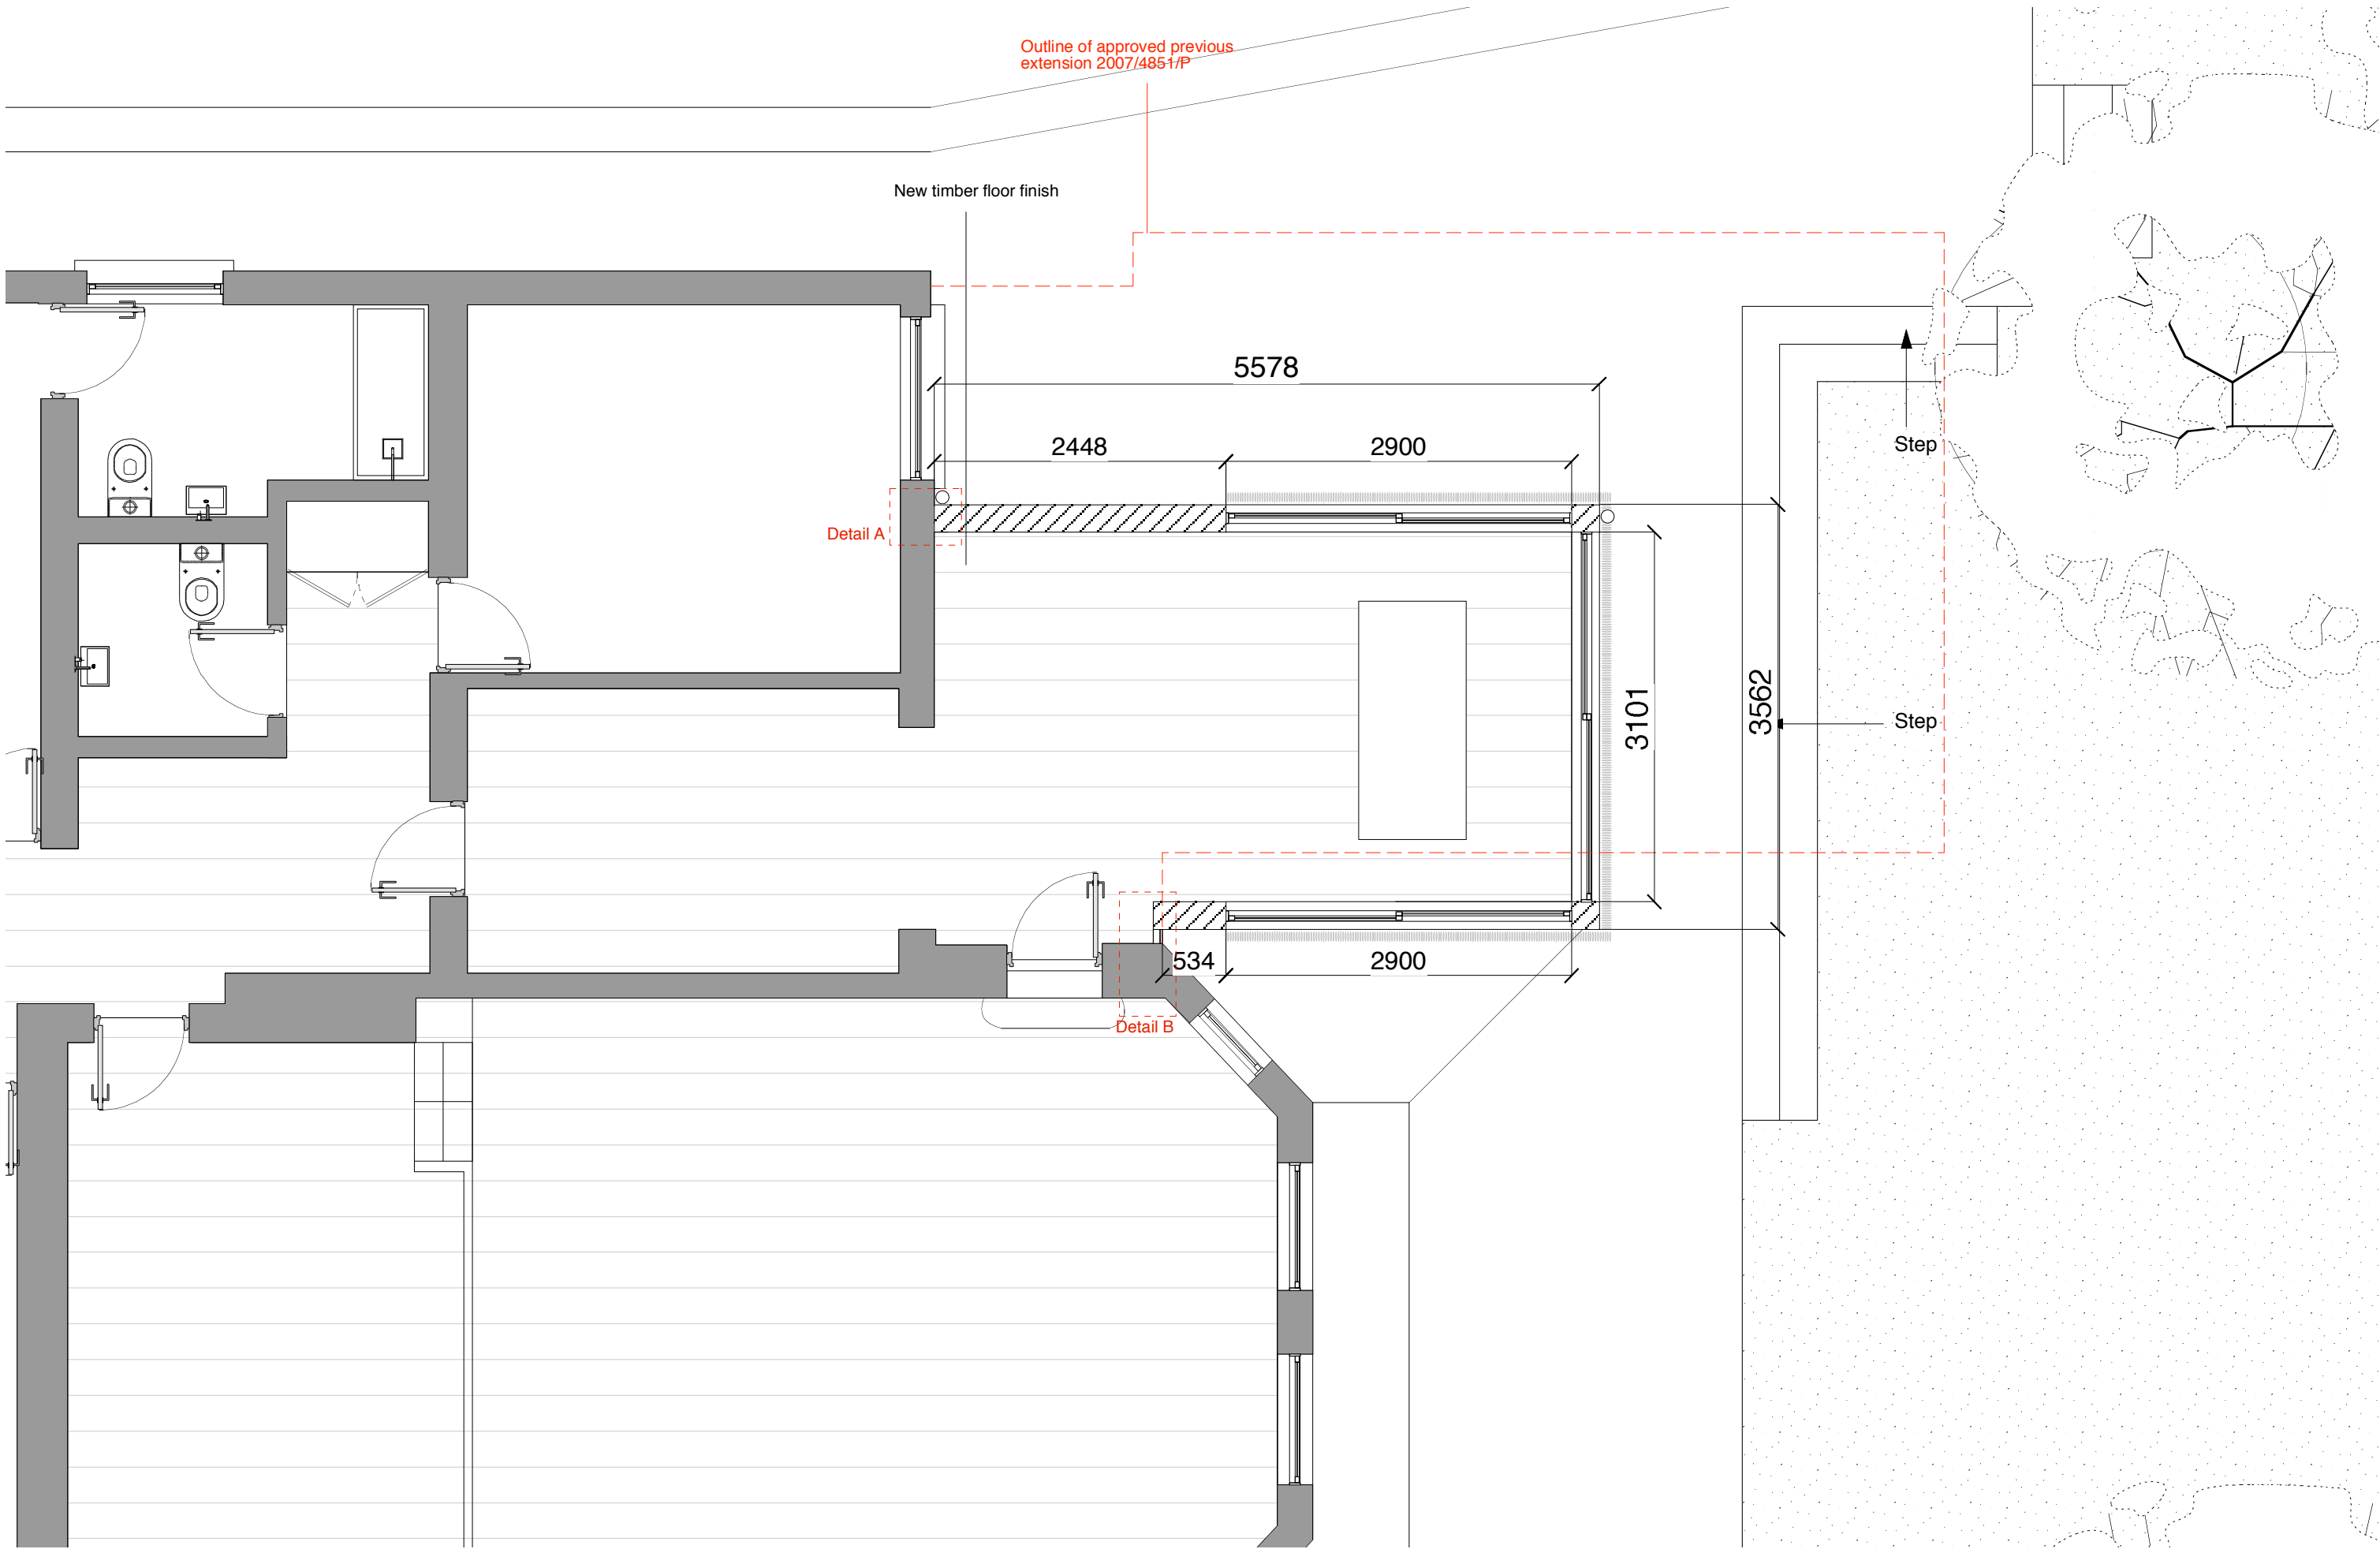 Outline of approved previous
extension 2007/4851/P
New timber floor finish
5578
2448
2900
Step
Detail A
3101
3562
Step
534
2900
Detail B